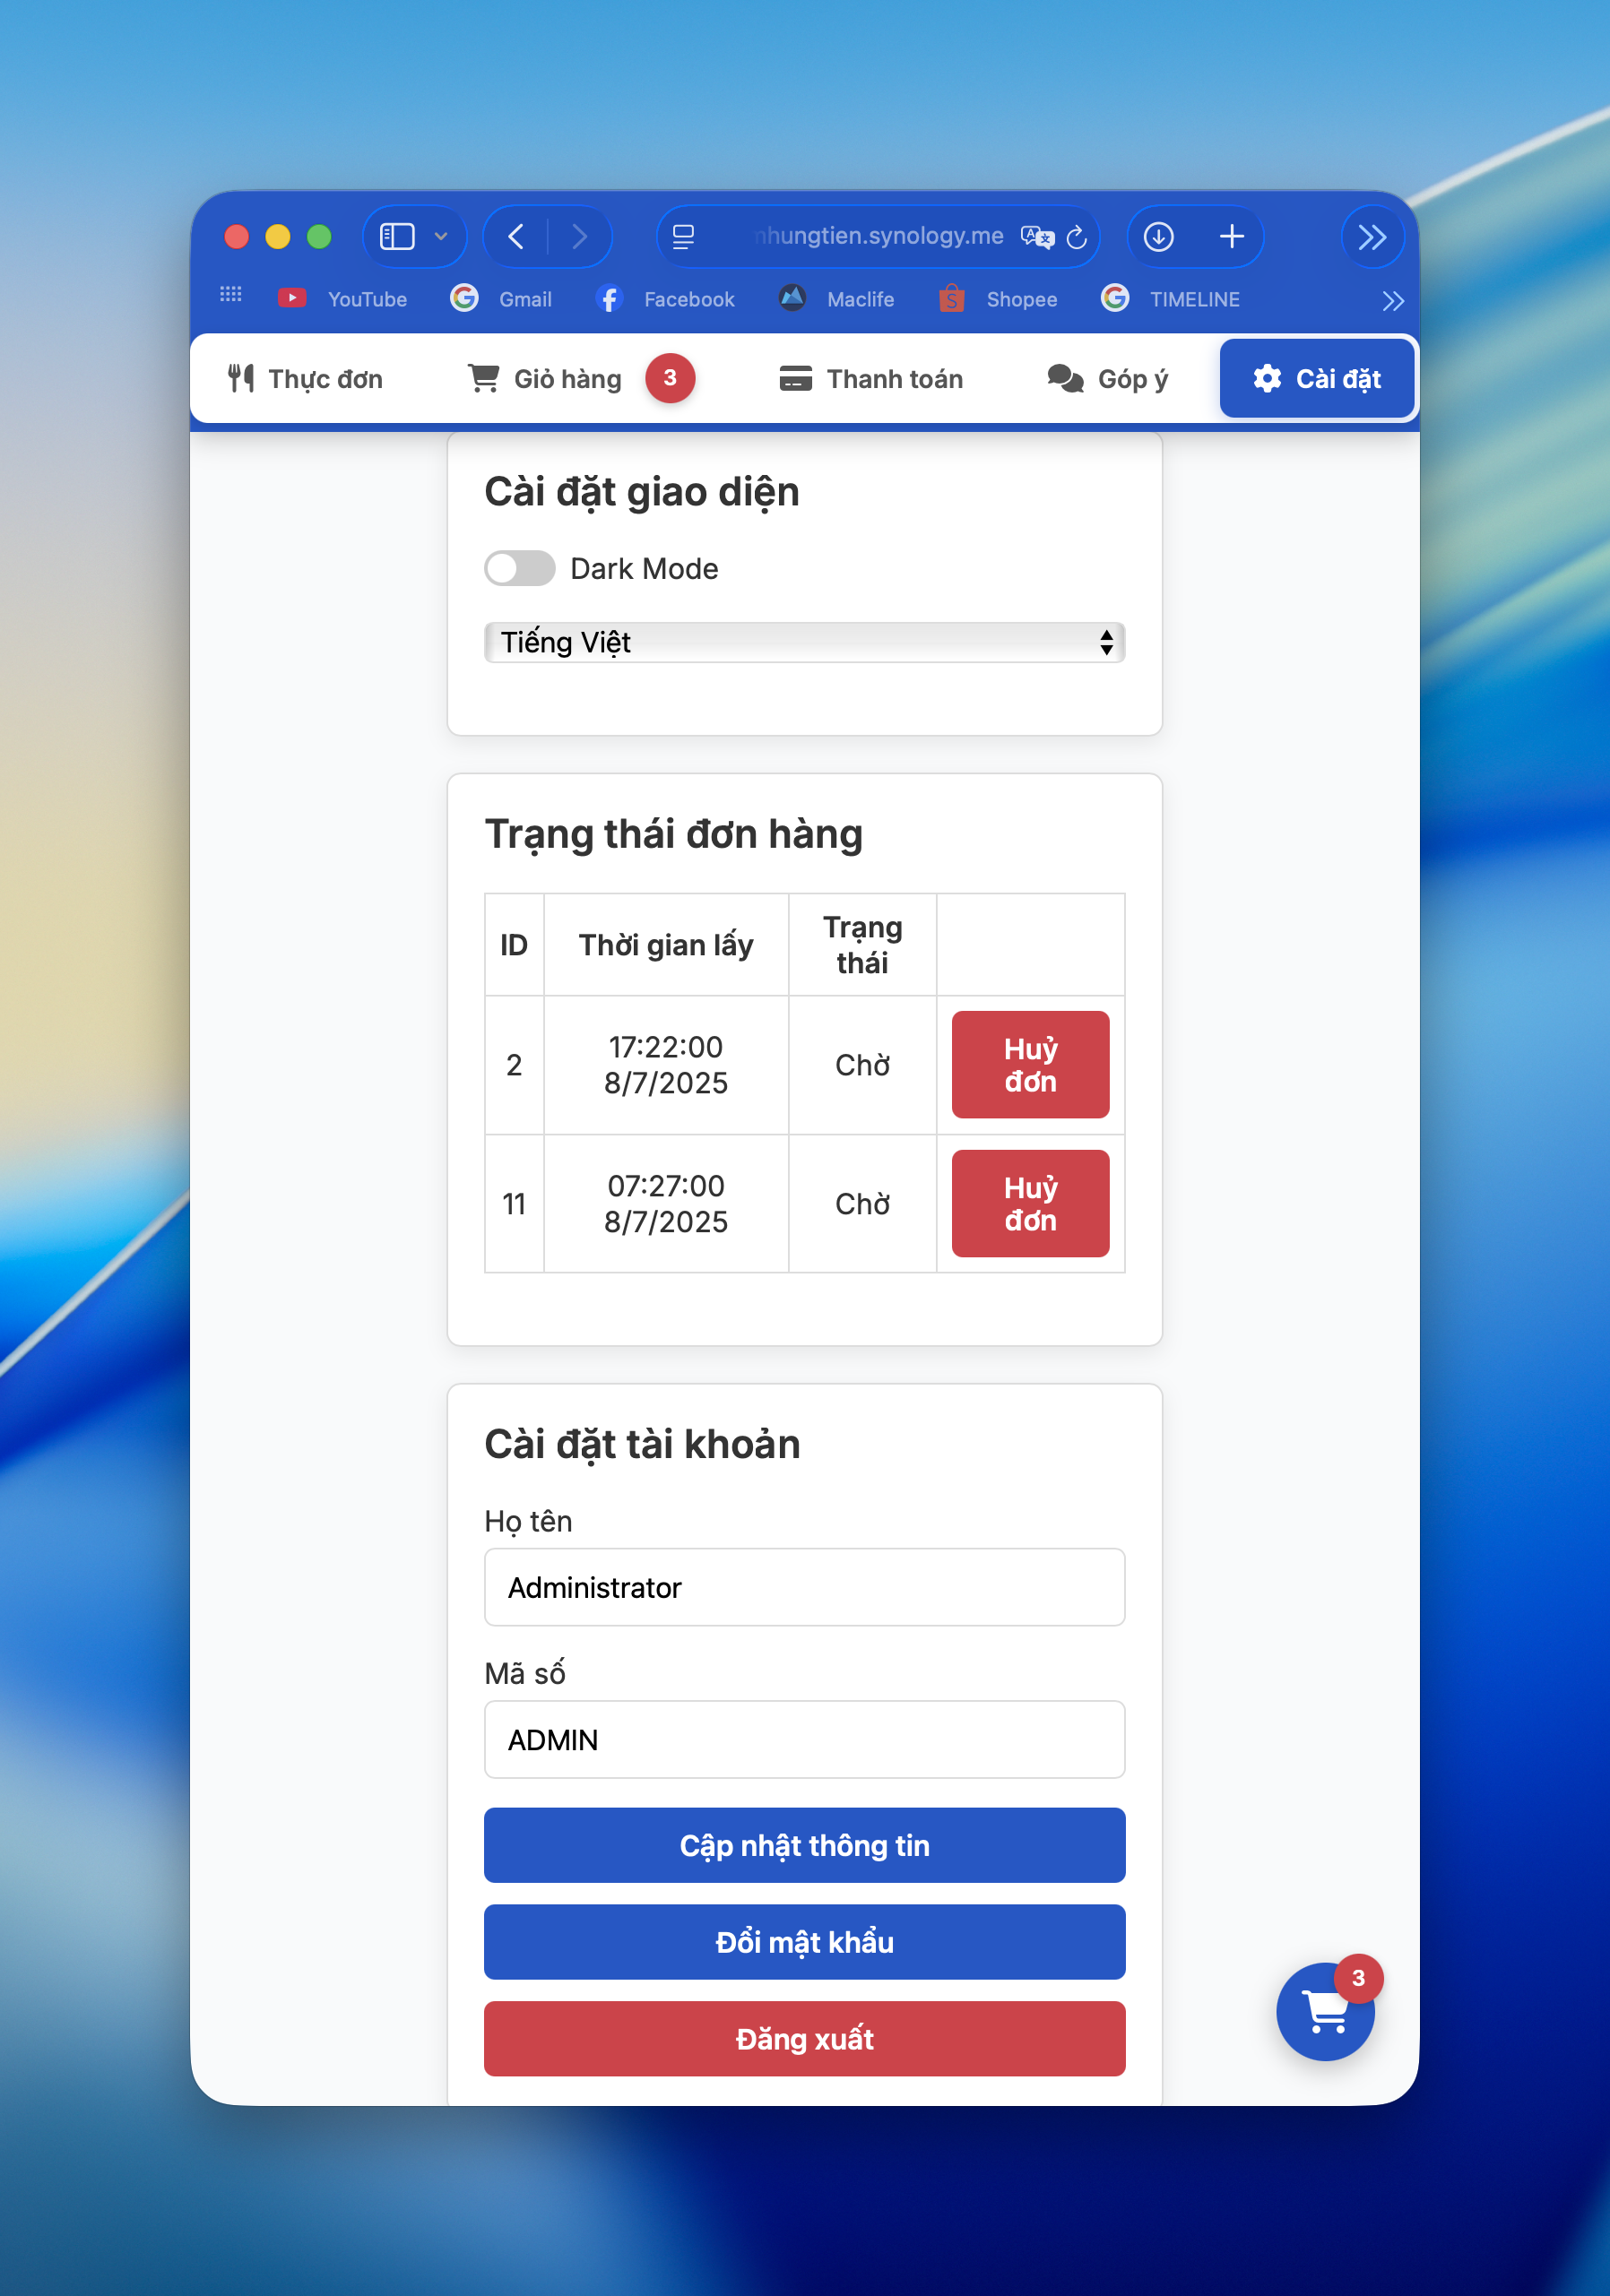 nhungtien.synology.me
YouTube Gmail Facebook Maclife Shopee TIMELINE
Thực đơn Giỏ hàng 3 Thanh toán Góp ý Cài đặt
Cài đặt giao diện
Dark Mode
Tiếng Việt
Trạng thái đơn hàng
ID Thời gian lấy Trạng
thái
2 17:22:00
8/7/2025 Chờ Huỷ
đơn
11 07:27:00
8/7/2025 Chờ Huỷ
đơn
Cài đặt tài khoản
Họ tên
Administrator
Mã số
ADMIN
Cập nhật thông tin
Đổi mật khẩu
3
Đăng xuất